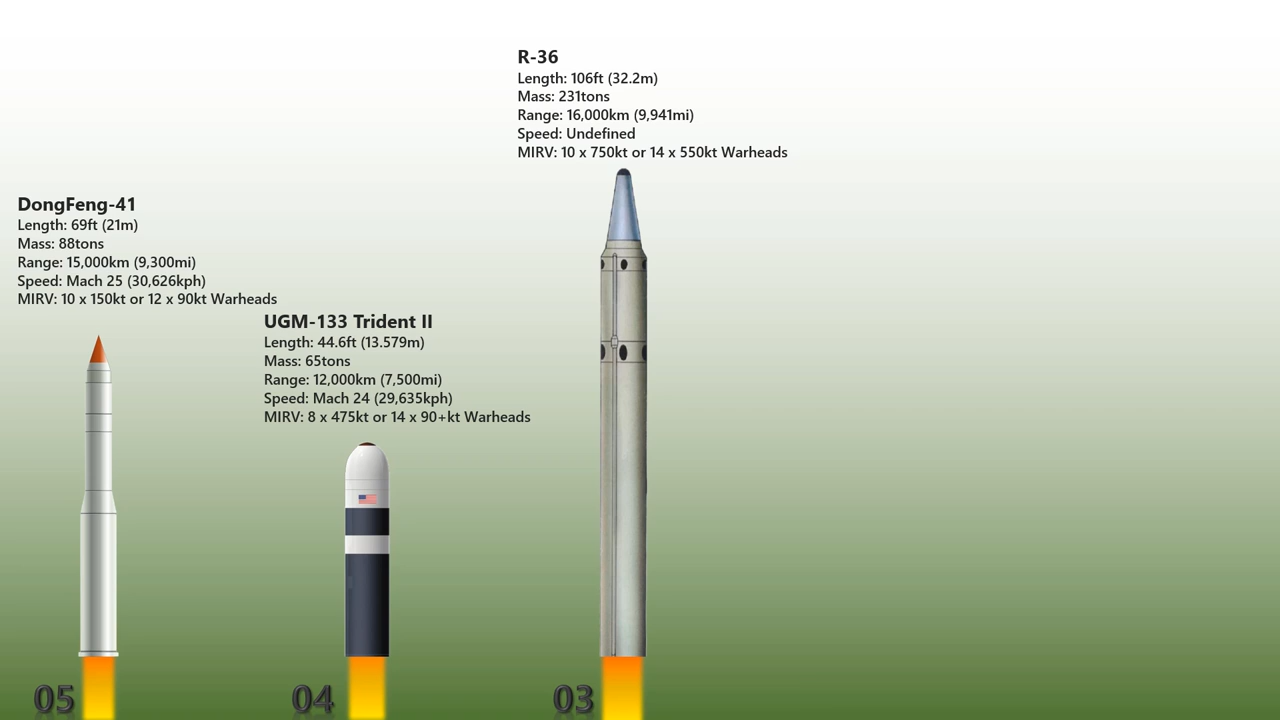 R-36
Length: 106ft (32.2m)
Mass: 231tons
Range: 16,000km (9,941mi)
Speed: Undefined
MIRV: 10 x 750kt or 14 x 550kt Warheads
DongFeng-41
Length: 69ft (21m)
Mass: 88tons
Range: 15,000km (9,300mi)
Speed: Mach 25 (30,626kph)
MIRV: 10 x 150kt or 12 x 90kt Warheads
UGM-133 Trident II
Length: 44.6ft (13.579m)
Mass: 65tons
Range: 12,000km (7,500mi)
Speed: Mach 24 (29,635kph)
MIRV: 8 x 475kt or 14 x 90+kt Warheads
05
04
03